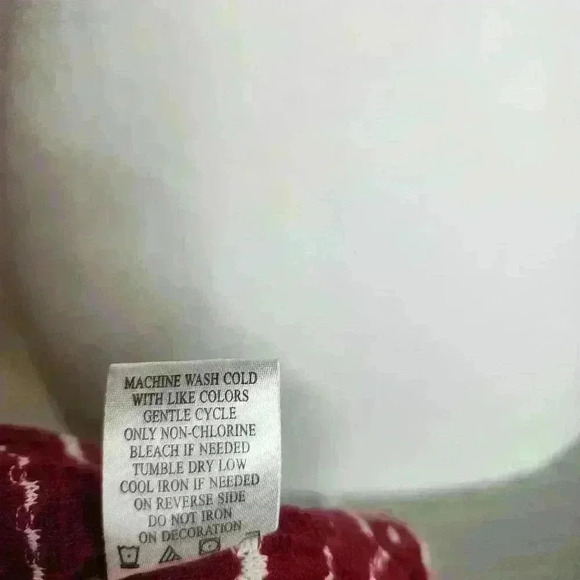 MACHINE WASH COLD
WITH LIKE COLORS
GENTLE CYCLE
ONLY NON-CHLORINE
BLEACH IF NEEDED
TUMBLE DRY LOW
COOL IRON IF NEEDED
ON REVERSE SIDE
DO NOT IRON
ON DECORATION